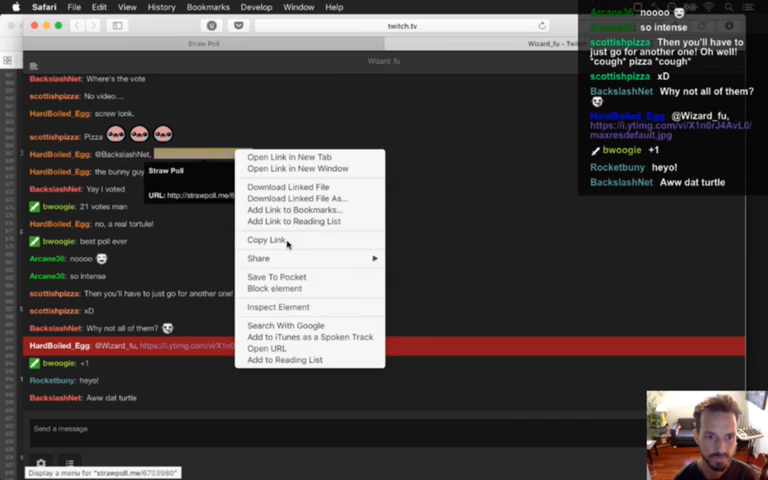 Safari File Edit View History Bookmarks Develop Window Help
twitch.tv
Straw Poll
Wizard_fu - Twitch
Wizard_fu
BackslashNet: Where's the vote
scottishpizza: No video....
HardBoiled_Egg: screw lonk.
scottishpizza: Pizza
HardBoiled_Egg: @BackslashNet,
HardBoiled_Egg: the bunny guy
BackslashNet: Yay I voted
bwoogie: 21 votes man
HardBoiled_Egg: no, a real tortule!
bwoogie: best poll ever
Arcane36: noooo
Arcane36: so intense
scottishpizza: Then you'll have to just go for another one!
scottishpizza: xD
BackslashNet: Why not all of them?
HardBoiled_Egg: @Wizard_fu, https://i.ytimg.com/vi/X1n0
bwoogie: +1
Rocketbuny: heyo!
BackslashNet: Aww dat turtle
Send a message
Display a menu for "strawpoll.me/6703980"
Straw Poll
URL: http://strawpoll.me/6
Open Link in New Tab
Open Link in New Window
Download Linked File
Download Linked File As...
Add Link to Bookmarks...
Add Link to Reading List
Copy Link
Share
Save To Pocket
Block element
Inspect Element
Search With Google
Add to iTunes as a Spoken Track
Open URL
Add to Reading List
Arcane36 noooo
so intense
scottishpizza Then you'll have to
just go for another one! Oh well!
*cough* pizza *cough*
scottishpizza xD
BackslashNet Why not all of them?
HardBoiled_Egg @Wizard_fu,
https://i.ytimg.com/vi/X1n0rJ4AvL0/
maxresdefault.jpg
bwoogie +1
Rocketbuny heyo!
BackslashNet Aww dat turtle